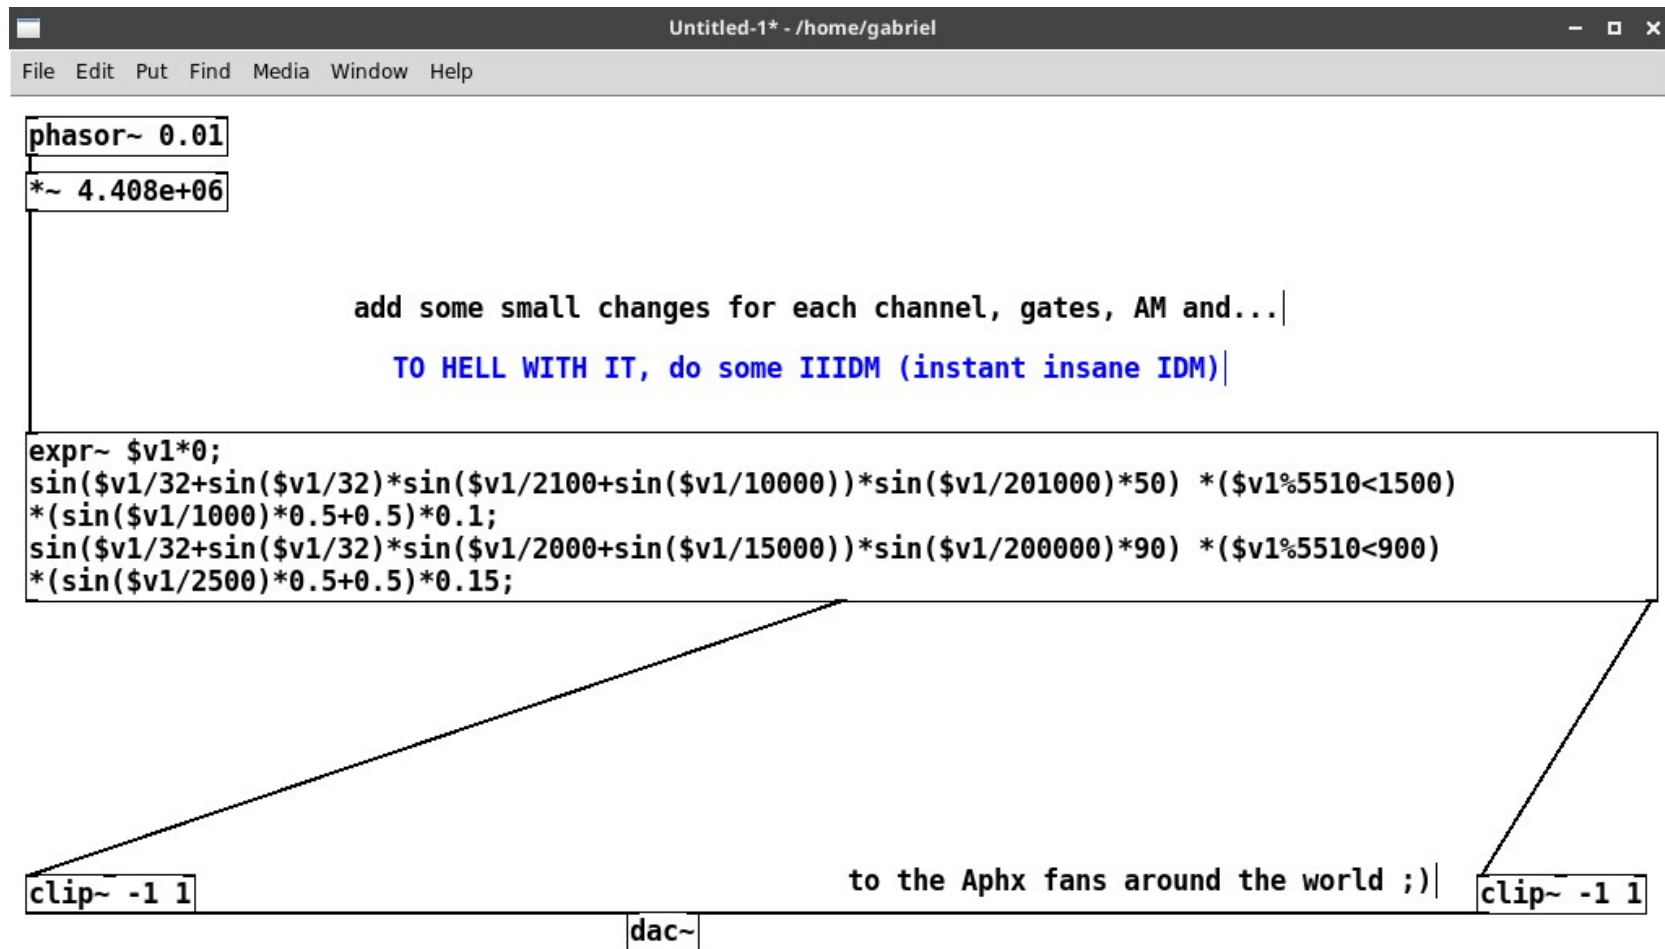 Untitled-1* - /home/gabriel
File Edit Put Find Media Window Help
phasor~ 0.01
*~ 4.408e+06
add some small changes for each channel, gates, AM and...
TO HELL WITH IT, do some IIIDM (instant insane IDM)
expr~ $v1*0;
sin($v1/32+sin($v1/32)*sin($v1/2100+sin($v1/10000))*sin($v1/201000)*50) *($v1%5510<1500)
*(sin($v1/1000)*0.5+0.5)*0.1;
sin($v1/32+sin($v1/32)*sin($v1/2000+sin($v1/15000))*sin($v1/200000)*90) *($v1%5510<900)
*(sin($v1/2500)*0.5+0.5)*0.15;
to the Aphx fans around the world ;)
clip~ -1 1
clip~ -1 1
dac~